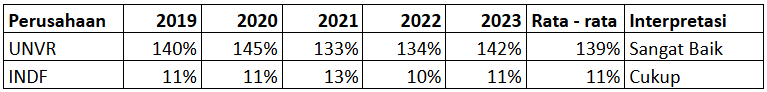 Perusahaan 2019 2020 2021 2022 2023 Rata - rata Interpretasi
UNVR 140% 145% 133% 134% 142% 139% Sangat Baik
INDF 11% 11% 13% 10% 11% 11% Cukup